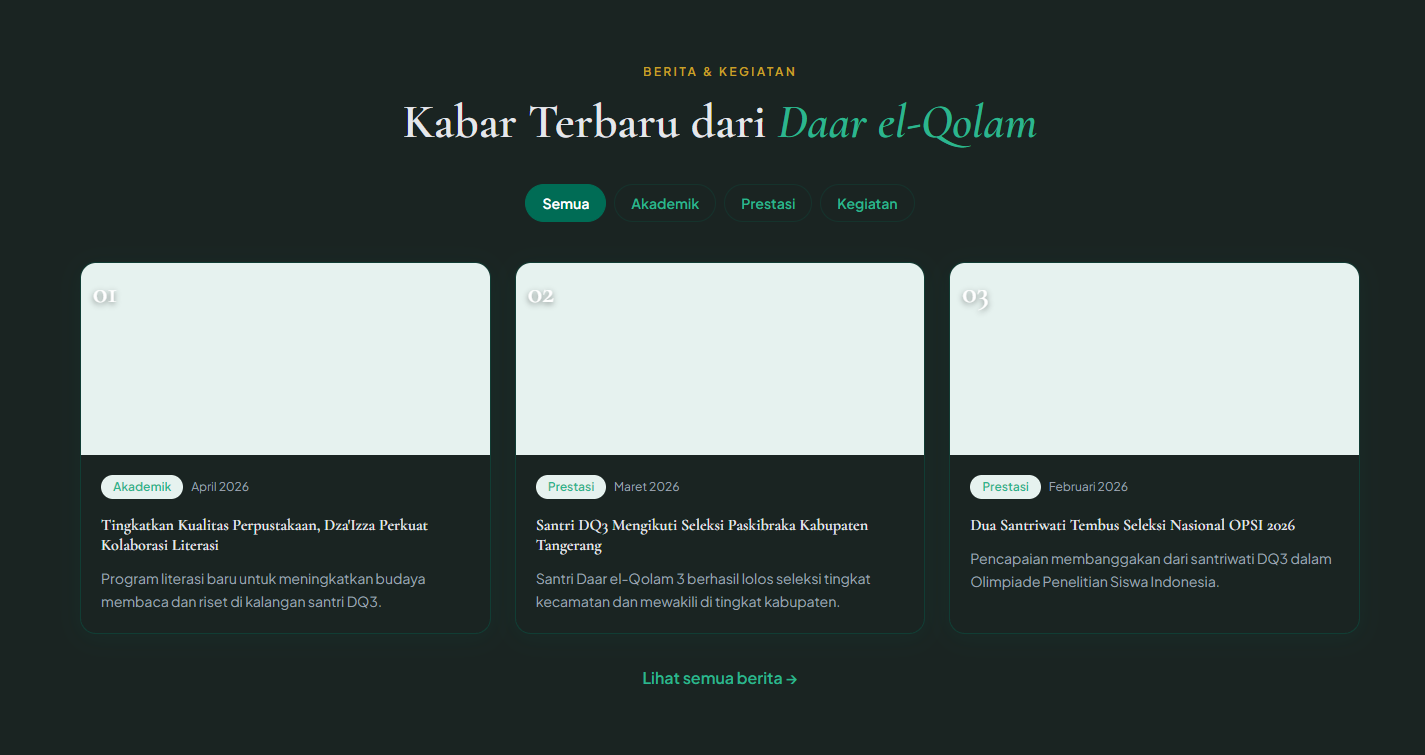 BERITA & KEGIATAN
Kabar Terbaru dari Daar el-Qolam
Semua
Akademik
Prestasi
Kegiatan
01
02
03
Akademik April 2026
Tingkatkan Kualitas Perpustakaan, Dza'Izza Perkuat
Kolaborasi Literasi
Program literasi baru untuk meningkatkan budaya
membaca dan riset di kalangan santri DQ3.
Prestasi Maret 2026
Santri DQ3 Mengikuti Seleksi Paskibraka Kabupaten
Tangerang
Santri Daar el-Qolam 3 berhasil lolos seleksi tingkat
kecamatan dan mewakili di tingkat kabupaten.
Prestasi Februari 2026
Dua Santriwati Tembus Seleksi Nasional OPSI 2026
Pencapaian membanggakan dari santriwati DQ3 dalam
Olimpiade Penelitian Siswa Indonesia.
Lihat semua berita →